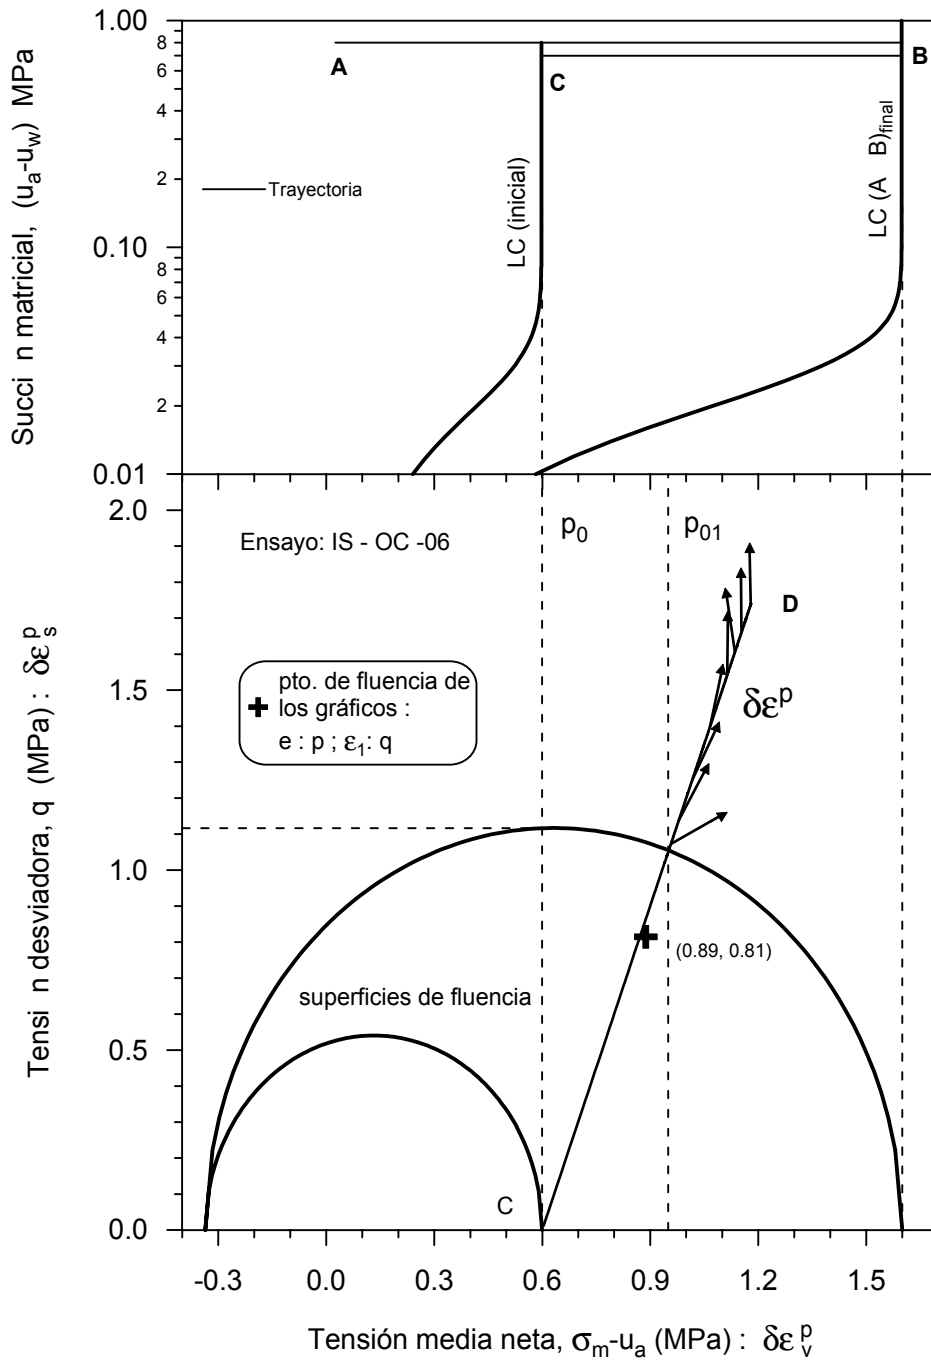 1.00
8
6
4
2
0.10
8
6
4
2
0.01
Succi n matricial, (ua-uw) MPa
A
B
C
Trayectoria
LC (inicial)
LC (A B)final
2.0
1.5
1.0
0.5
0.0
Tensi n desviadora, q (MPa) : δεsp
Ensayo: IS - OC -06
p0
p01
D
pto. de fluencia de
los gráficos :
e : p ; ε1: q
δεp
(0.89, 0.81)
superficies de fluencia
C
-0.3 0.0 0.3 0.6 0.9 1.2 1.5
Tensión media neta, σm-ua (MPa) : δεvp